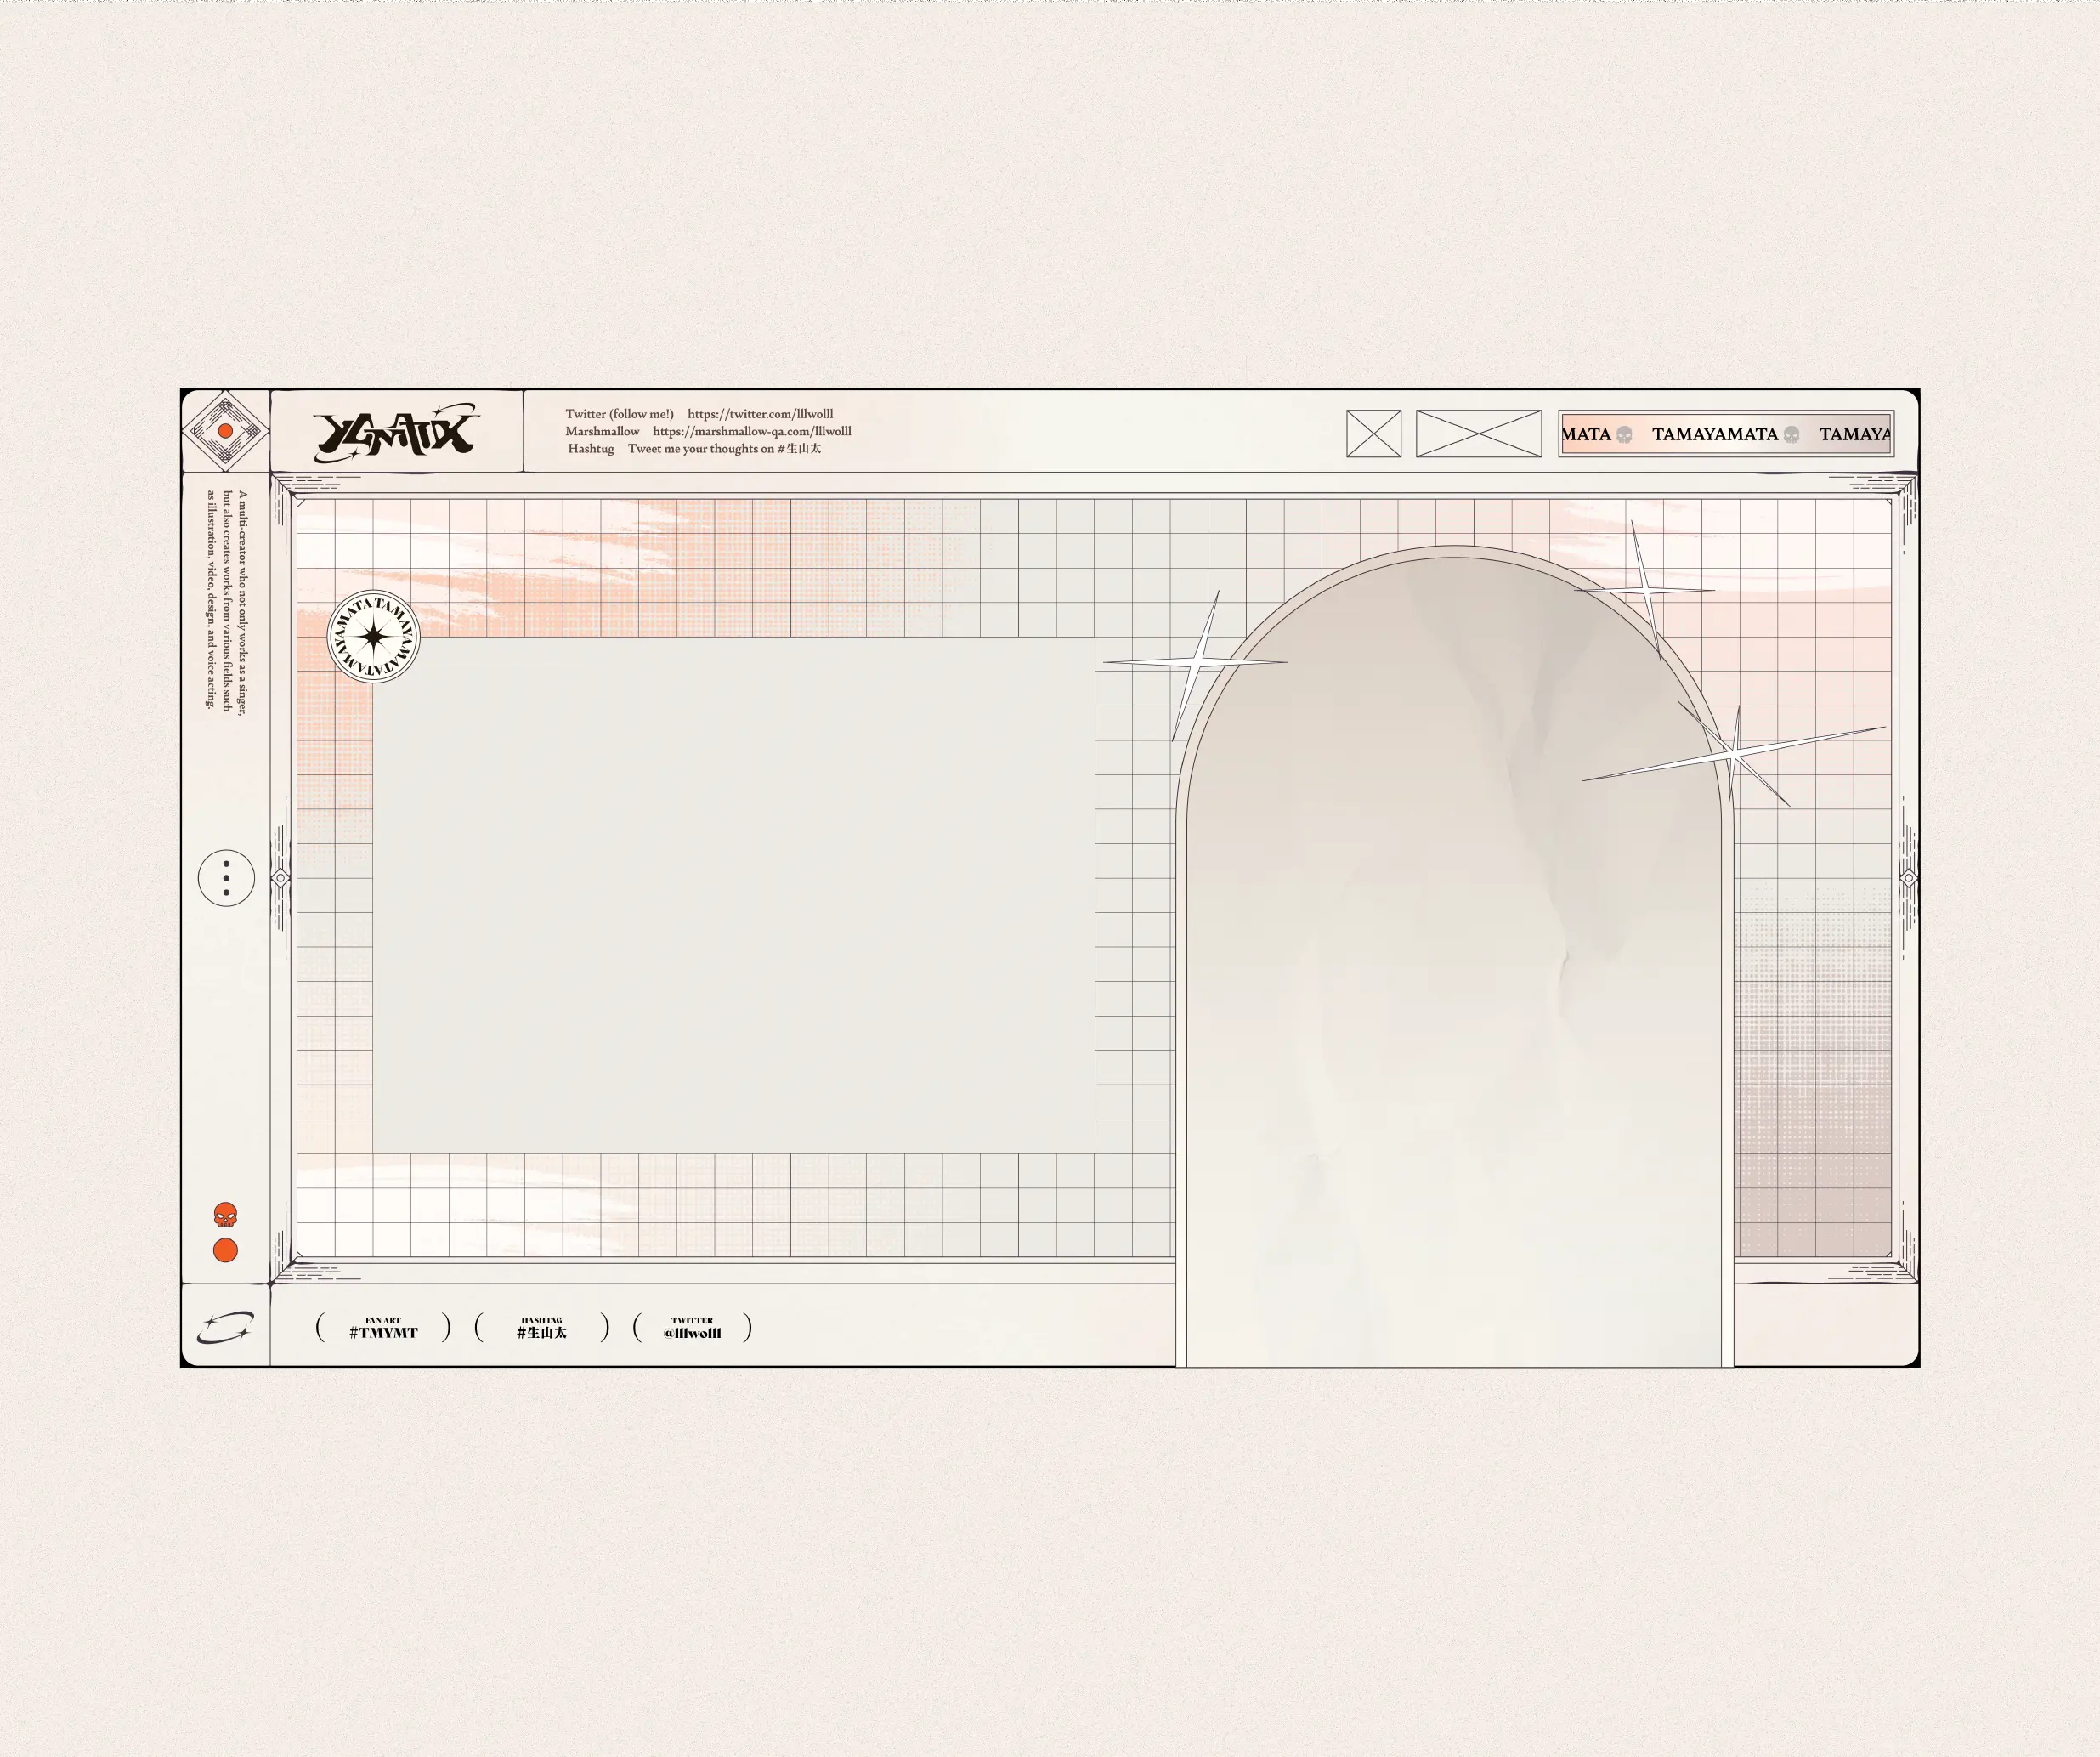 Twitter (follow me!) https://twitter.com/lllwolll
Marshmallow https://marshmallow-qa.com/lllwolll
Hashtug Tweet me your thoughts on #生山太
MATA TAMAYAMATA TAMAYA
A multi-creator who not only works as a singer,
but also creates works from various fields such
as illustration, video, design, and voice acting.
TAMAYAMATA TAMAYAMATA
FAN ART
#TMYMT
HASHTAG
#生山太
TWITTER
@lllwolll